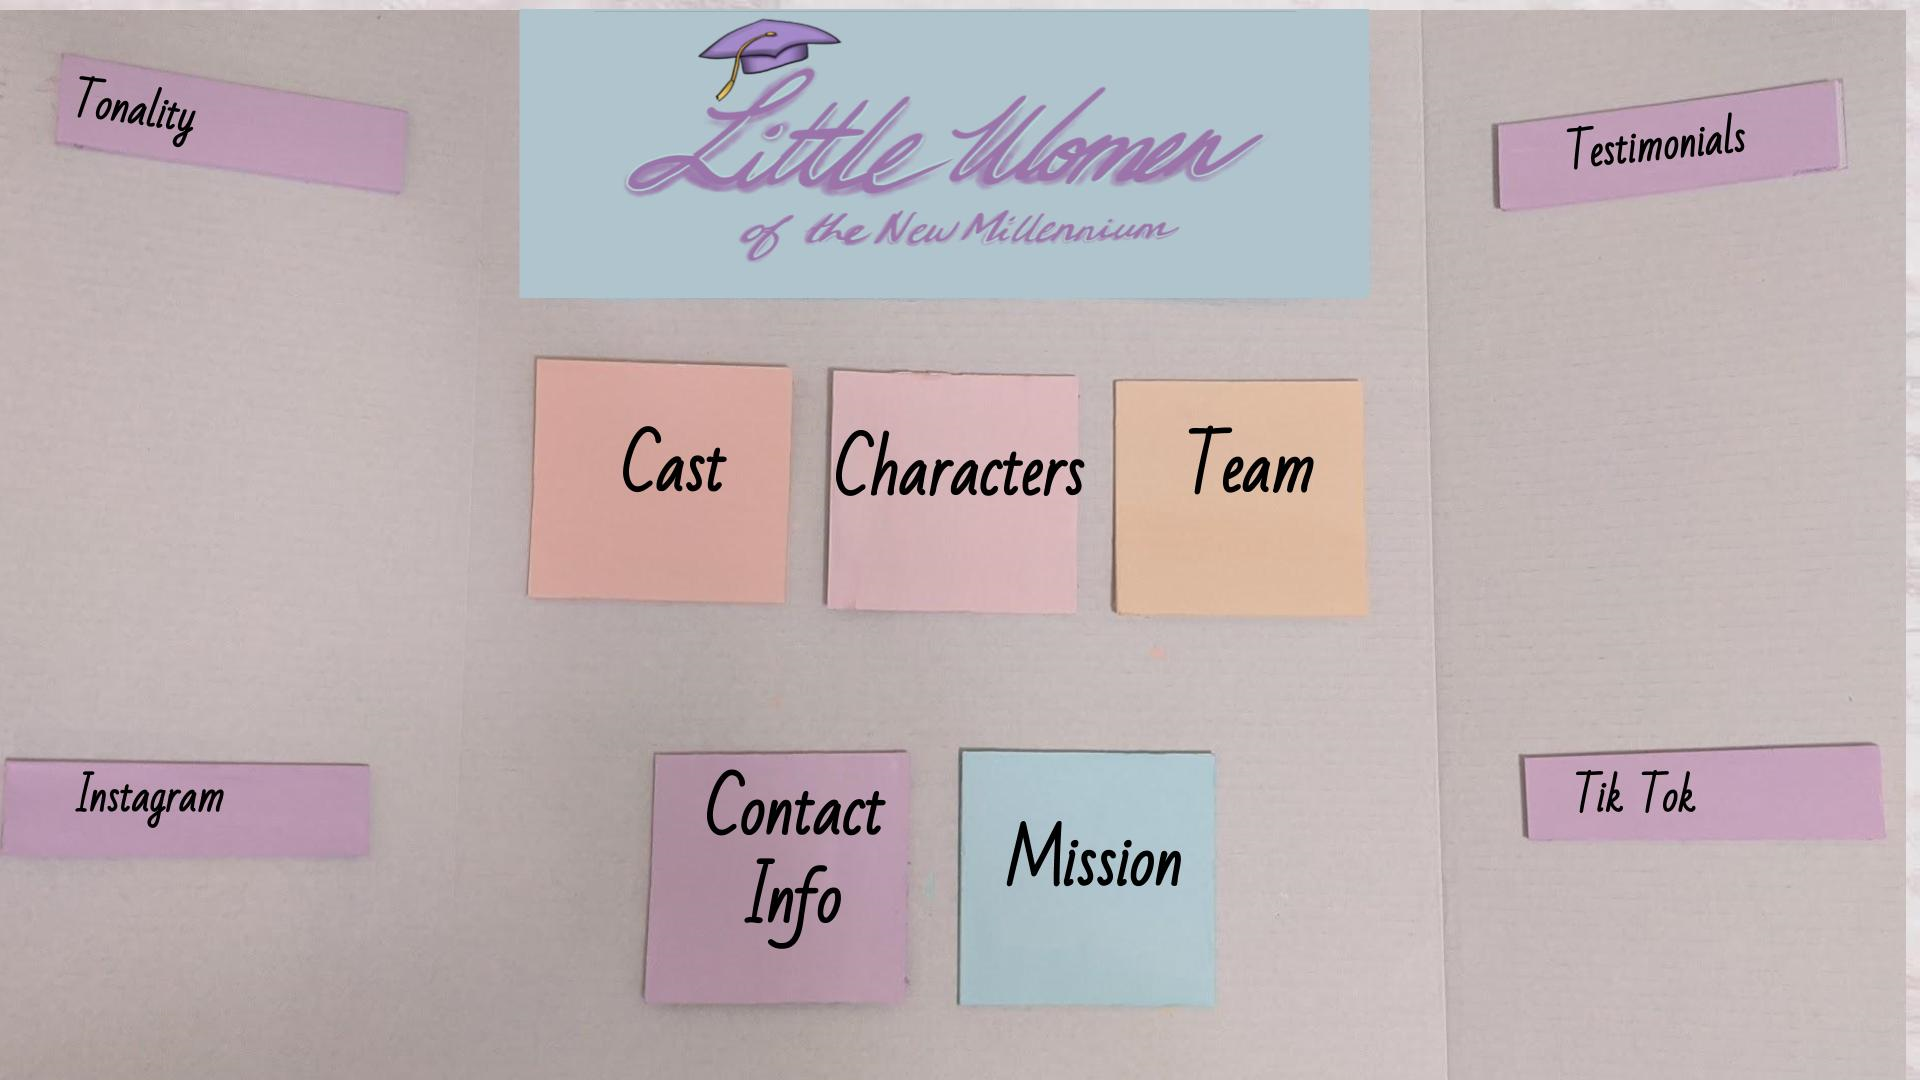 Tonality
Little Women
of the New Millennium
Testimonials
Cast
Characters
Team
Instagram
Contact
Info
Mission
Tik Tok